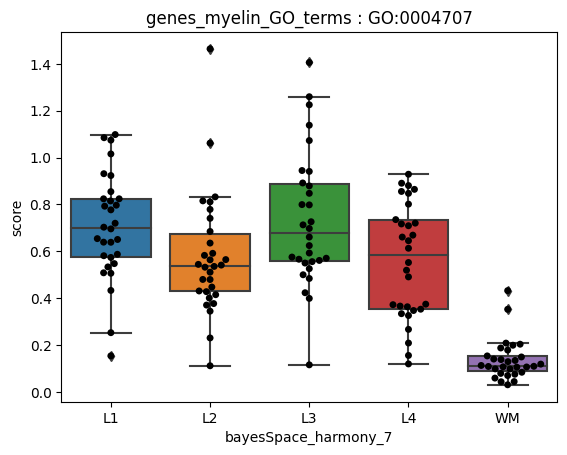 genes_myelin_GO_terms : GO:0004707
score
1.4
1.2
1.0
0.8
0.6
0.4
0.2
0.0
L1 L2 L3 L4 WM
bayesSpace_harmony_7